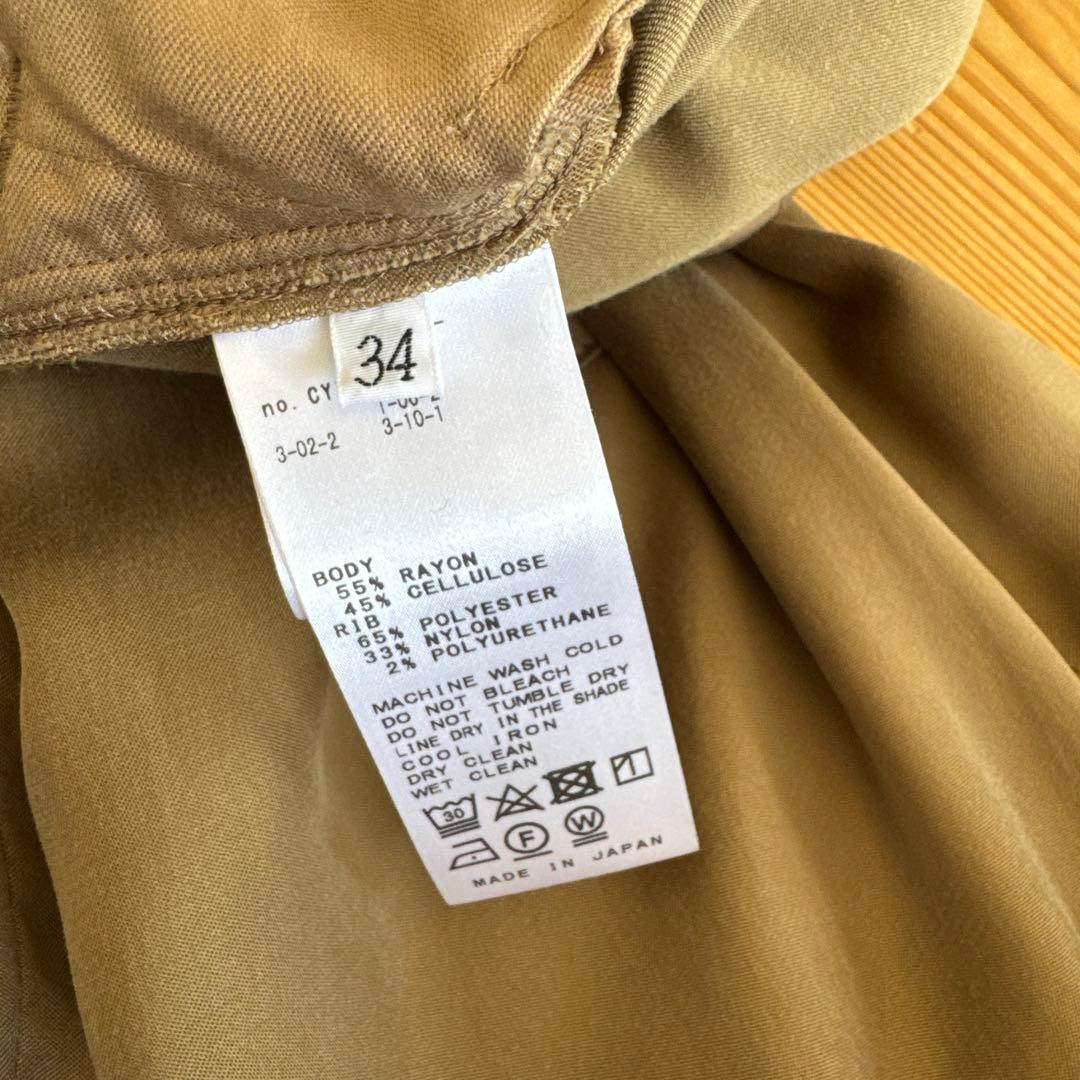 34
no. CY
3-10-1
3-02-2
BODY
55% RAYON
45% CELLULOSE
RIB
65% POLYESTER
33% NYLON
2% POLYURETHANE
MACHINE WASH COLD
DO NOT BLEACH
DO NOT TUMBLE DRY
LINE DRY IN THE SHADE
COOL IRON
DRY CLEAN
WET CLEAN
30
F W
MADE IN JAPAN